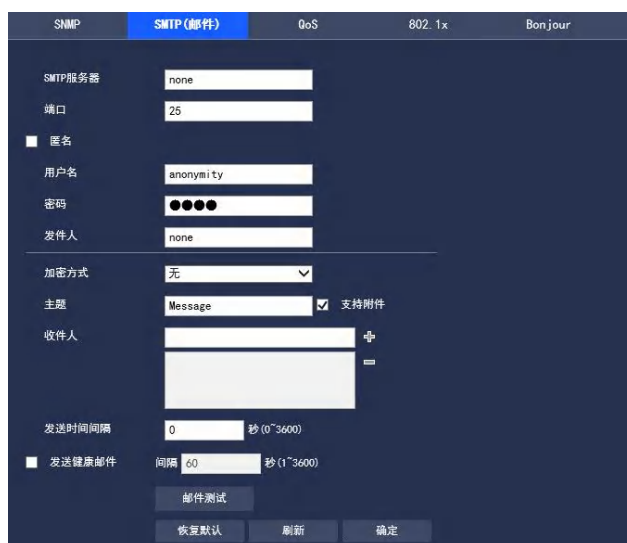 SNMP SMTP(邮件) QoS 802.1x Bonjour
SMTP服务器 none
端口 25
匿名
用户名 anonymity
密码 ●●●●
发件人 none
加密方式 无
主题 Message 支持附件
收件人
发送时间间隔 0 秒(0~3600)
发送健康邮件 间隔 60 秒(1~3600)
邮件测试
恢复默认 刷新 确定